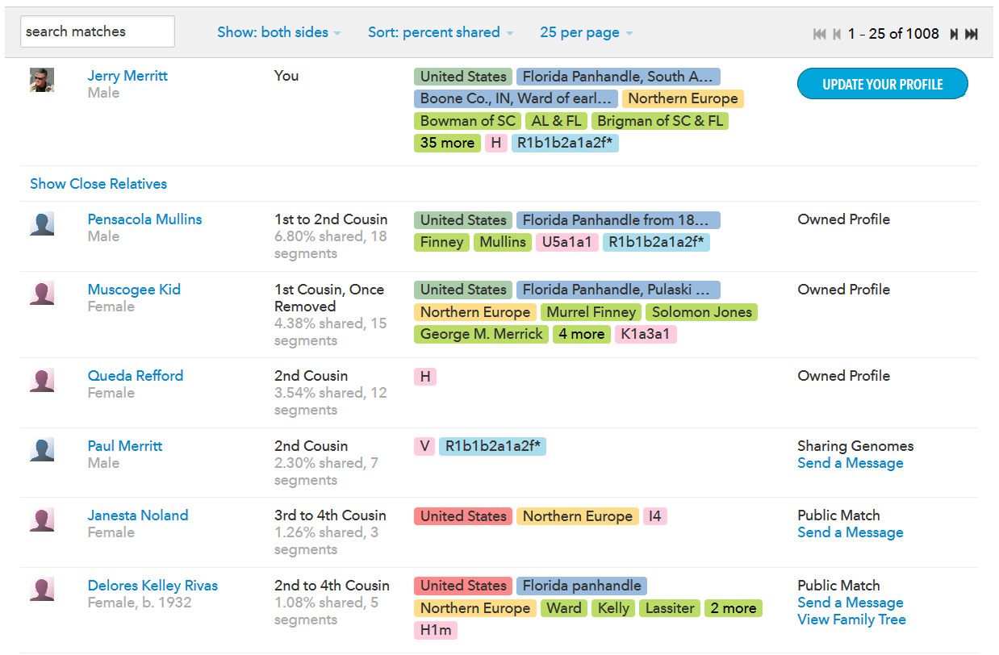 search matches Show: both sides Sort: percent shared 25 per page 1 - 25 of 1008
Jerry Merritt You United States Florida Panhandle, South A... UPDATE YOUR PROFILE
Male
Boone Co., IN, Ward of earl... Northern Europe
Bowman of SC AL & FL Brigman of SC & FL
35 more H R1b1b2a1a2f*
Show Close Relatives
Pensacola Mullins 1st to 2nd Cousin United States Florida Panhandle from 18... Owned Profile
Male 6.80% shared, 18 Finney Mullins U5a1a1 R1b1b2a1a2f*
segments
Muscogee Kid 1st Cousin, Once United States Florida Panhandle, Pulaski ... Owned Profile
Female Removed Northern Europe Murrel Finney Solomon Jones
4.38% shared, 15 George M. Merrick 4 more K1a3a1
segments
Queda Refford 2nd Cousin H Owned Profile
Female 3.54% shared, 12
segments
Paul Merritt 2nd Cousin V R1b1b2a1a2f* Sharing Genomes
Male 2.30% shared, 7 Send a Message
segments
Janesta Noland 3rd to 4th Cousin United States Northern Europe I4 Public Match
Female 1.26% shared, 3 Send a Message
segments
Delores Kelley Rivas 2nd to 4th Cousin United States Florida panhandle Public Match
Female, b. 1932 1.08% shared, 5 Northern Europe Ward Kelly Lassiter 2 more Send a Message
segments View Family Tree
H1m